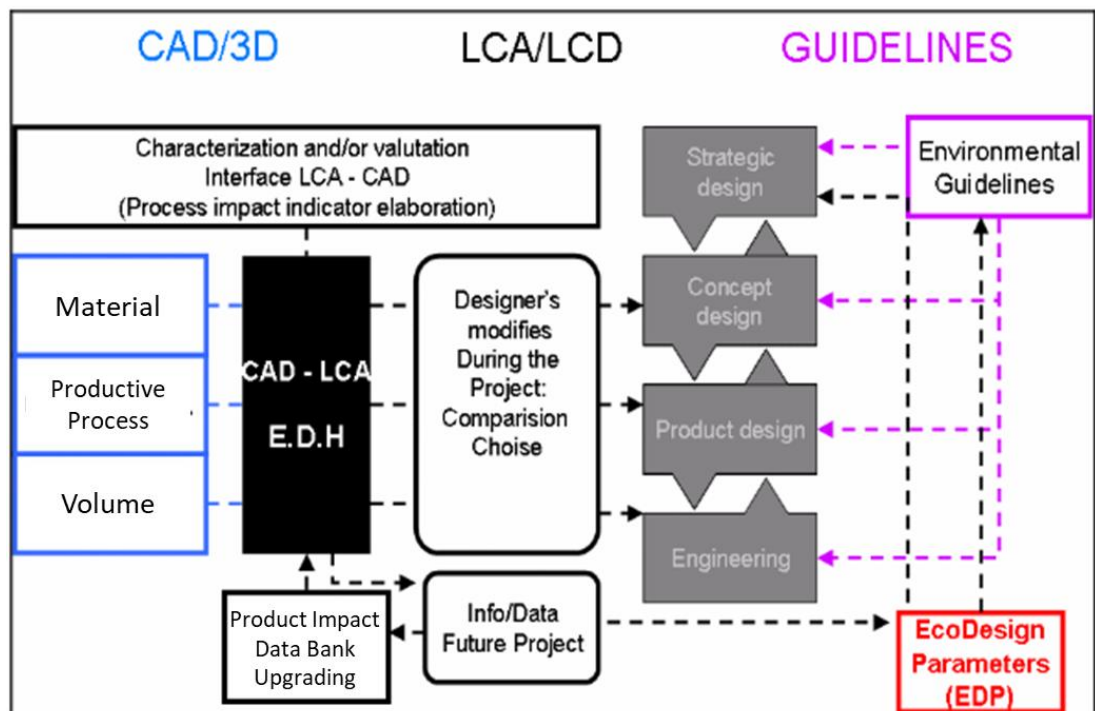 CAD/3D
LCA/LCD
GUIDELINES
Characterization and/or valutation
Interface LCA - CAD
(Process impact indicator elaboration)
Strategic
design
Environmental
Guidelines
Material
Productive
Process
Volume
CAD - LCA
E.D.H
Designer's
modifies
During the
Project:
Comparision
Choise
Concept
design
Product design
Engineering
Product Impact
Data Bank
Upgrading
Info/Data
Future Project
EcoDesign
Parameters
(EDP)